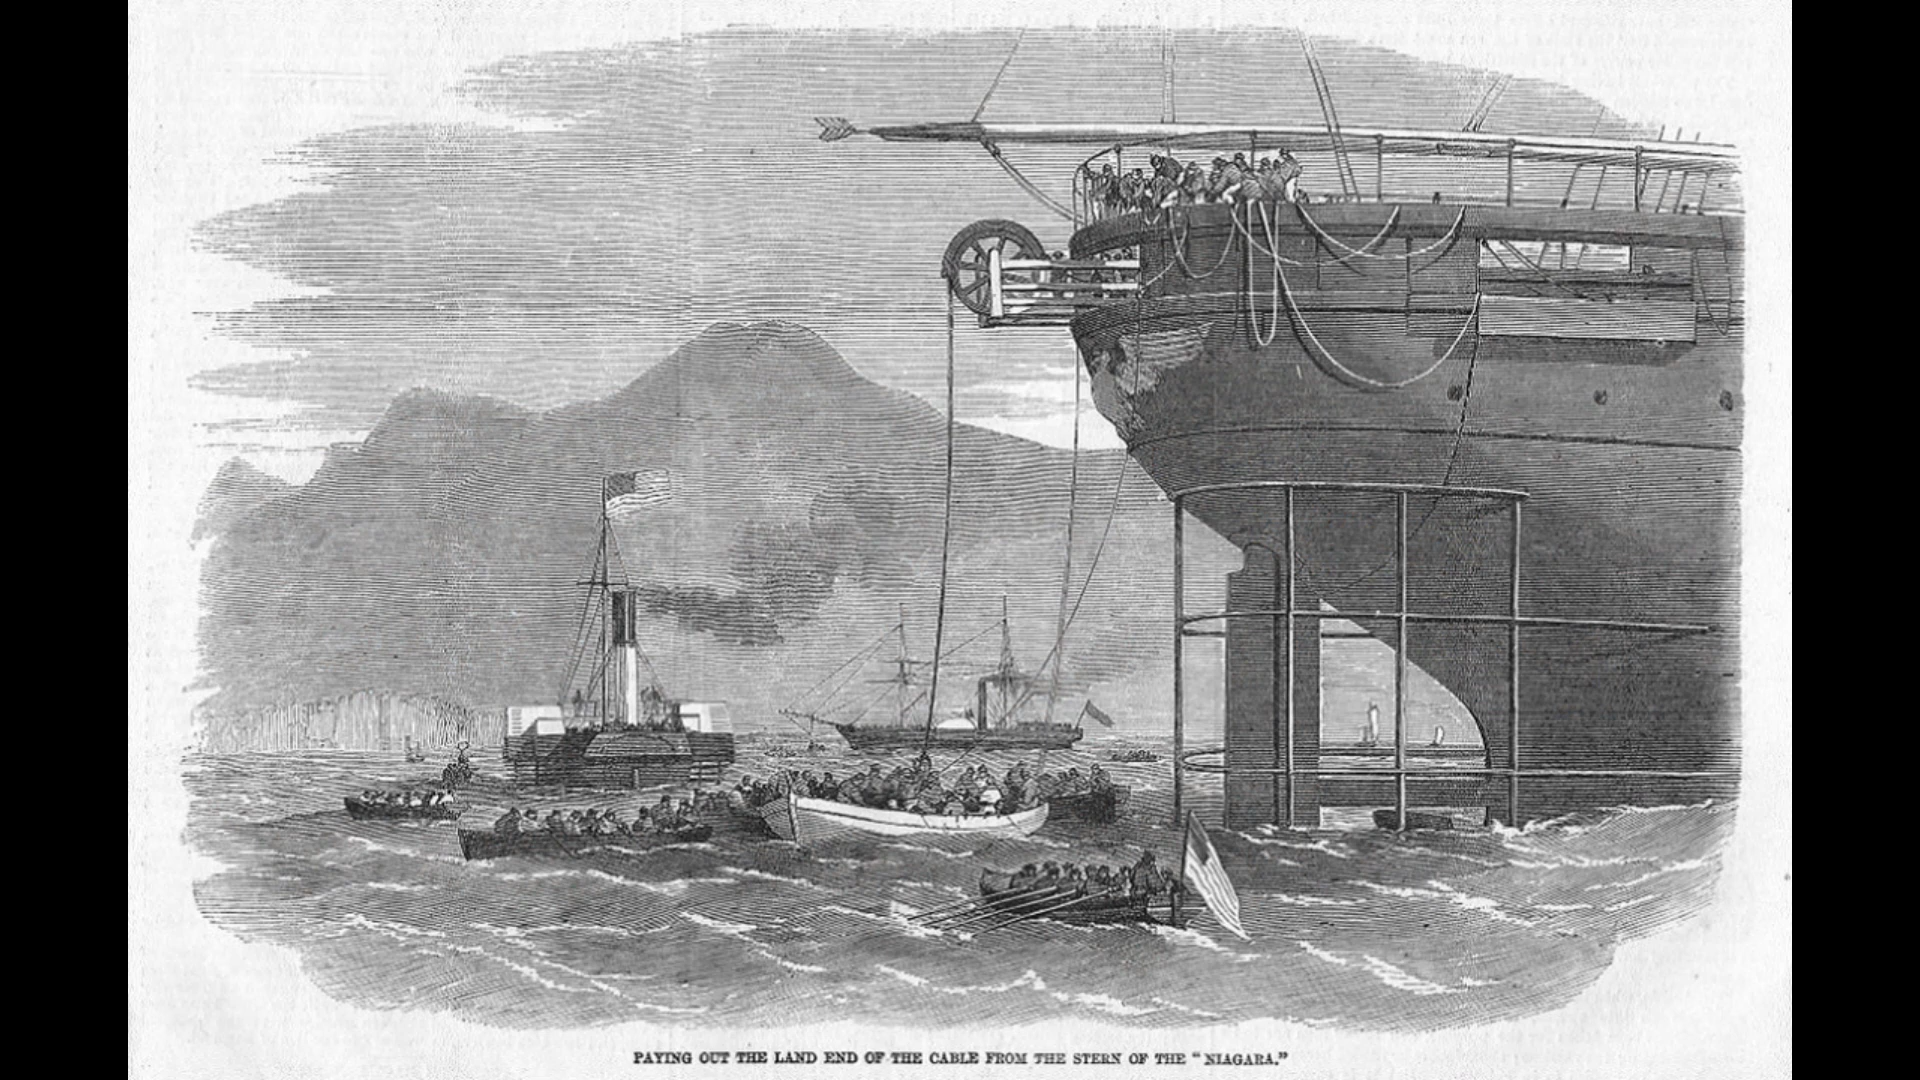 PAYING OUT THE LAND END OF THE CABLE FROM THE STERN OF THE "NIAGARA."